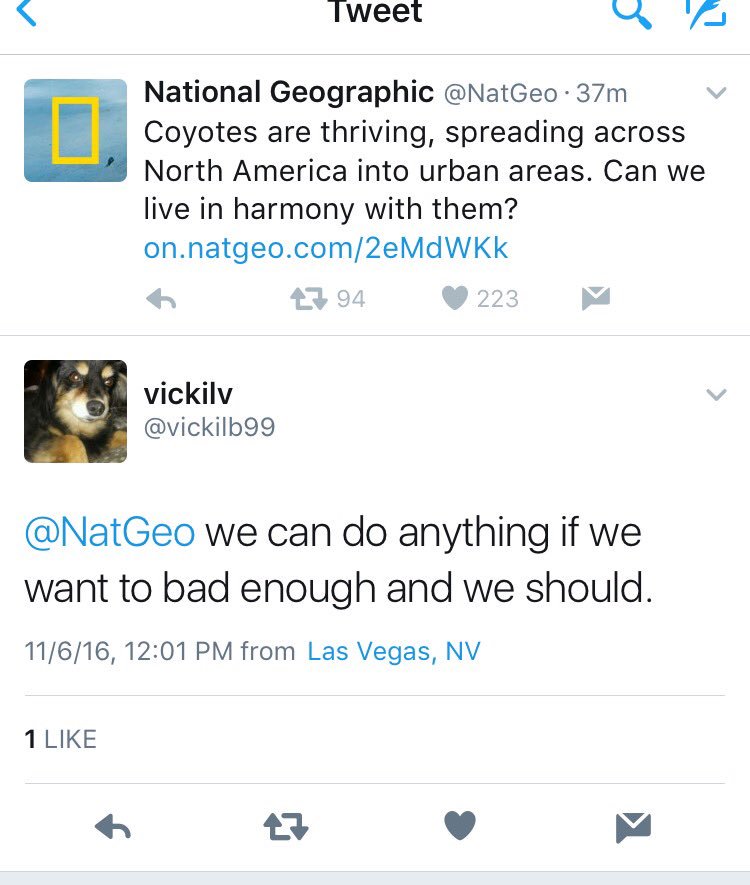 Tweet
National Geographic @NatGeo · 37m
Coyotes are thriving, spreading across
North America into urban areas. Can we
live in harmony with them?
on.natgeo.com/2eMdWKk
94 223
vickilv
@vickilb99
@NatGeo we can do anything if we
want to bad enough and we should.
11/6/16, 12:01 PM from Las Vegas, NV
1 LIKE